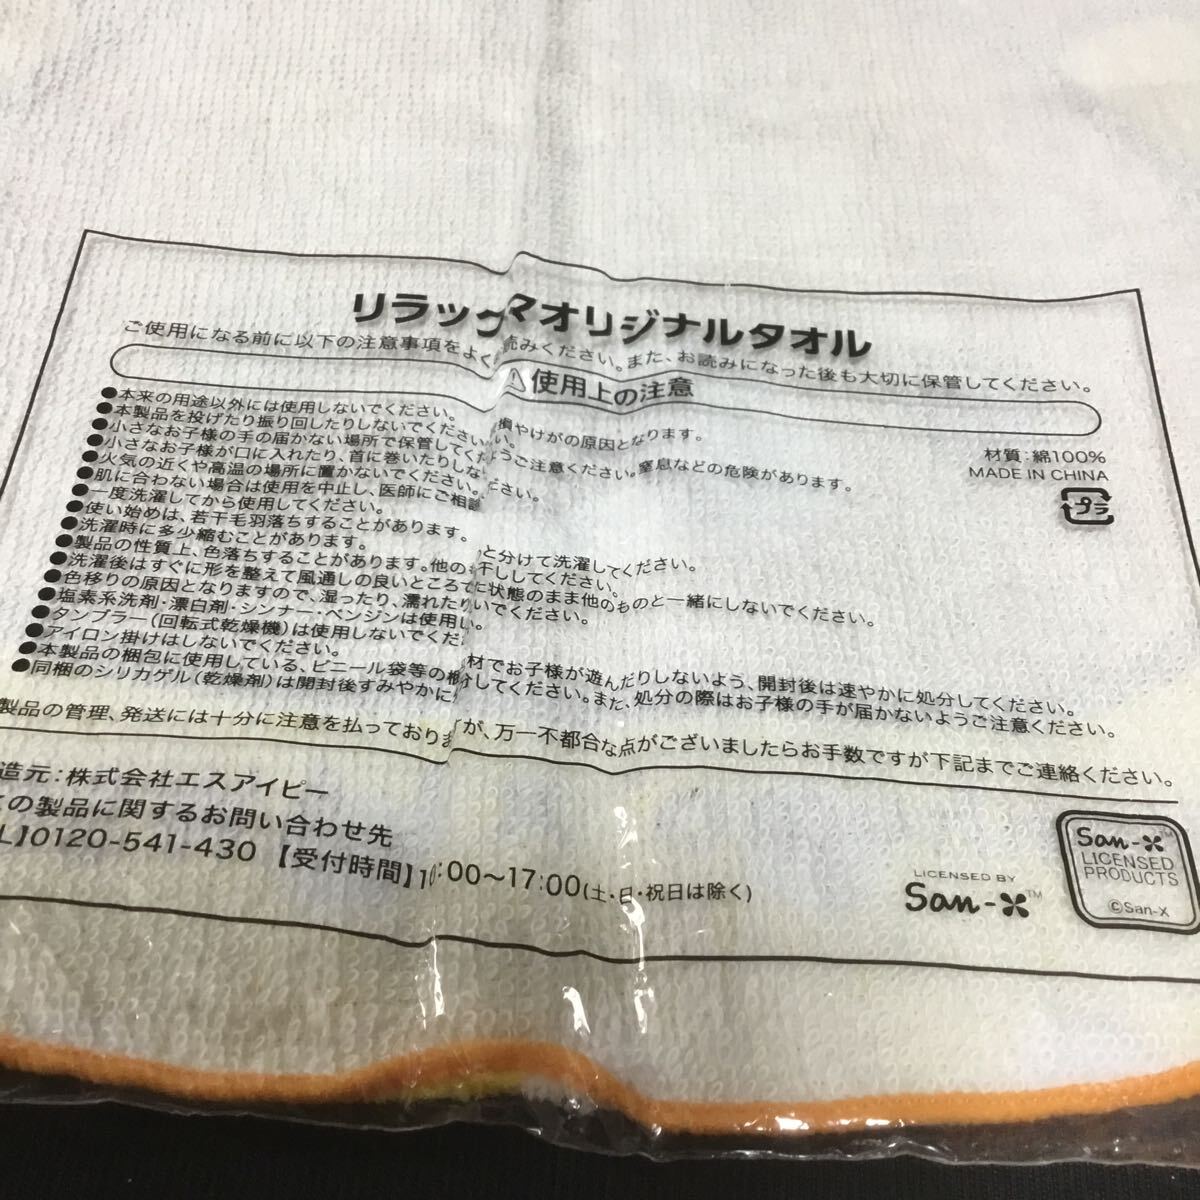 リラックマオリジナルタオル
ご使用になる前に以下の注意事項をよくお読みください。また、お読みになった後も大切に保管してください。
⚠使用上の注意
●本来の用途以外には使用しないでください。
●本製品を投げたり振り回したりしないでください。破損やけがの原因となります。
●小さなお子様の手の届かない場所で保管してください。
●小さなお子様が口に入れたり、首に巻いたりしないようご注意ください。窒息などの危険があります。
●火気の近くや高温の場所に置かないでください。
●肌に合わない場合は使用を中止し、医師にご相談ください。
●一度洗濯してから使用してください。
●使い始めは、若干毛羽落ちすることがあります。
●洗濯時に多少縮むことがあります。
●製品の性質上、色落ちすることがあります。他のものと分けて洗濯してください。
●洗濯後はすぐに形を整えて風通しの良いところで干してください。
●色移りの原因となりますので、湿ったり、濡れたりした状態のまま他のものと一緒にしないでください。
●塩素系洗剤・漂白剤・シンナー・ベンジンは使用しないでください。
●タンブラー(回転式乾燥機)は使用しないでください。
●アイロン掛けはしないでください。
●本製品の梱包に使用している、ビニール袋等の梱包材でお子様が遊んだりしないよう、開封後は速やかに処分してください。
●同梱のシリカゲル(乾燥剤)は開封後すみやかに処分してください。また、処分の際はお子様の手が届かないようご注意ください。
材質:綿100%
MADE IN CHINA
プラ
製品の管理、発送には十分に注意を払っておりますが、万一不都合な点がございましたらお手数ですが下記までご連絡ください。
造元:株式会社エスアイピー
この製品に関するお問い合わせ先
L】0120-541-430 【受付時間】10:00～17:00(土・日・祝日は除く)
LICENSED BY
San-X™
San-X™
LICENSED
PRODUCTS
©San-X